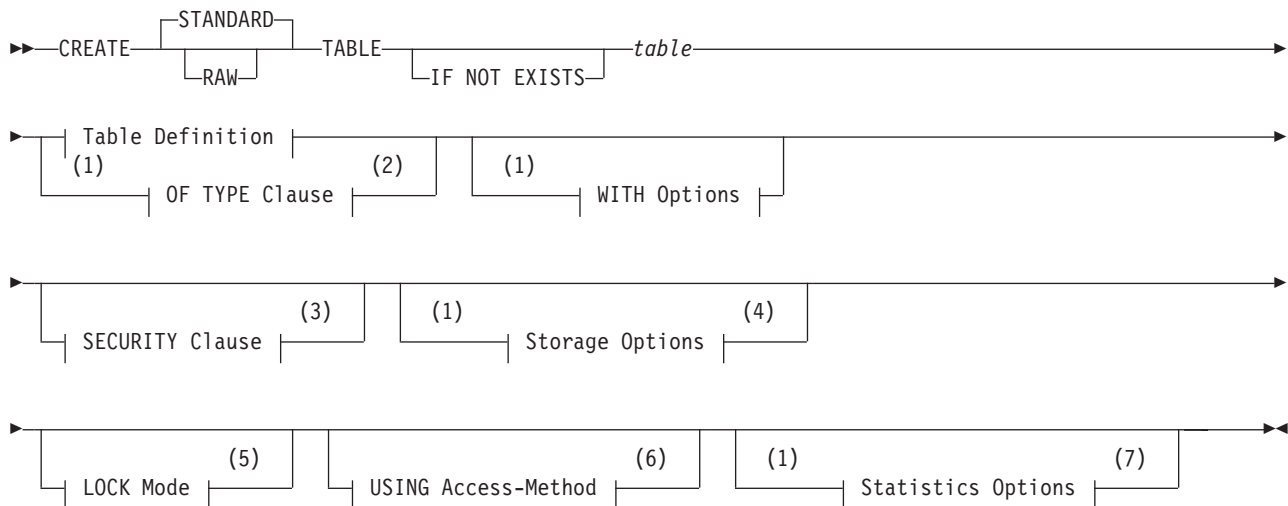 STANDARD
CREATE TABLE table
RAW IF NOT EXISTS
Table Definition
(1) (2) (1)
OF TYPE Clause WITH Options
(3) (1) (4)
SECURITY Clause Storage Options
(5) (6) (1) (7)
LOCK Mode USING Access-Method Statistics Options